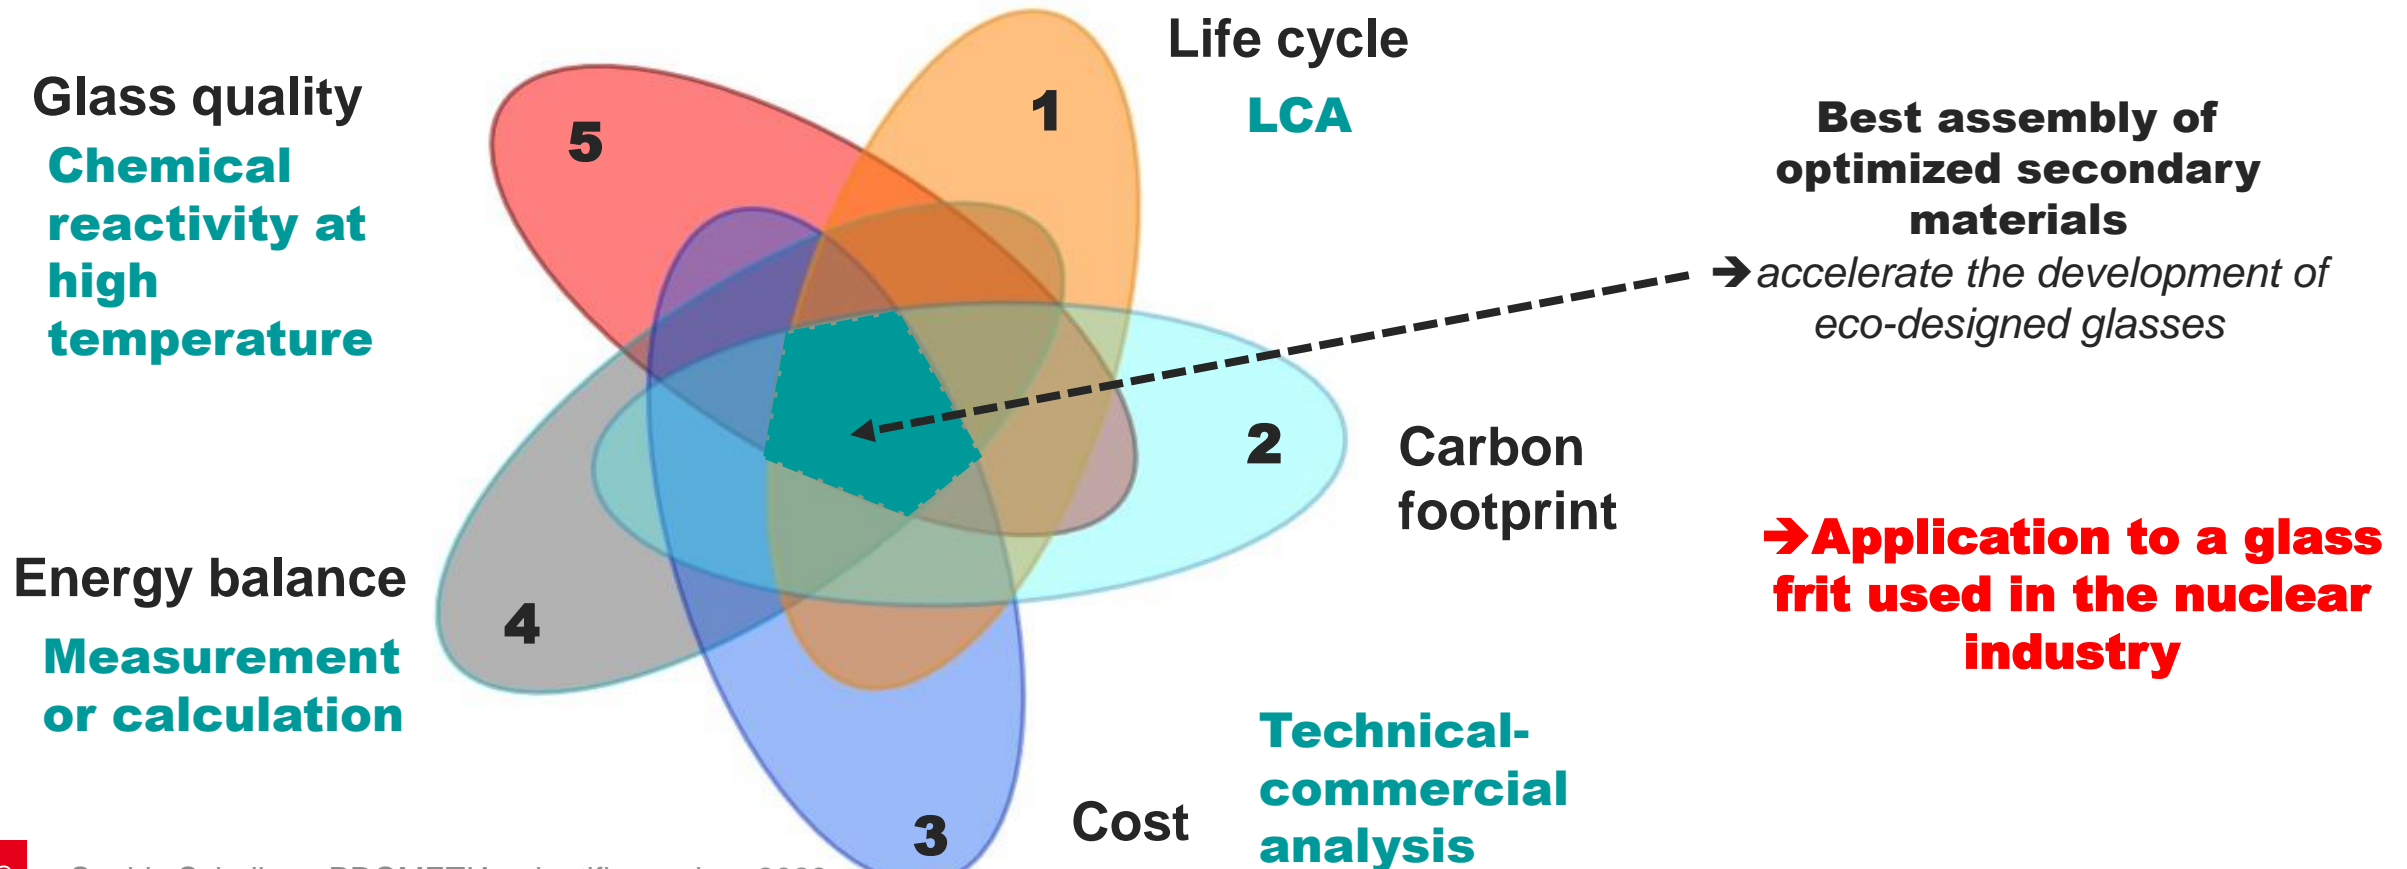 Life cycle
LCA
Glass quality
Chemical
reactivity at
high
temperature
5
1
Best assembly of
optimized secondary
materials
➔accelerate the development of
eco-designed glasses
2
Carbon
footprint
➔Application to a glass
frit used in the nuclear
industry
Energy balance
Measurement
or calculation
4
Technical-
commercial
analysis
Cost
3